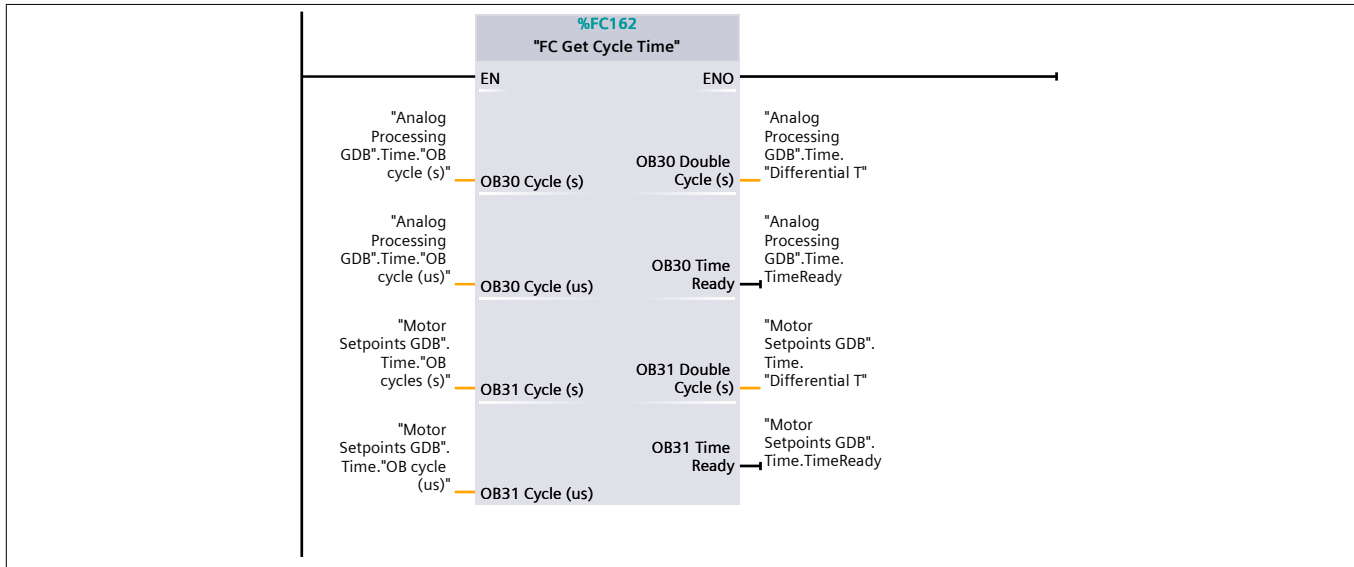 %FC162
"FC Get Cycle Time"
EN
ENO
"Analog
Processing
GDB".Time."OB
cycle (s)"
OB30 Cycle (s)
OB30 Double
Cycle (s)
"Analog
Processing
GDB".Time.
"Differential T"
"Analog
Processing
GDB".Time."OB
cycle (us)"
OB30 Cycle (us)
OB30 Time
Ready
"Analog
Processing
GDB".Time.
TimeReady
"Motor
Setpoints GDB".
Time."OB
cycles (s)"
OB31 Cycle (s)
OB31 Double
Cycle (s)
"Motor
Setpoints GDB".
Time.
"Differential T"
"Motor
Setpoints GDB".
Time."OB cycle
(us)"
OB31 Cycle (us)
OB31 Time
Ready
"Motor
Setpoints GDB".
Time.TimeReady